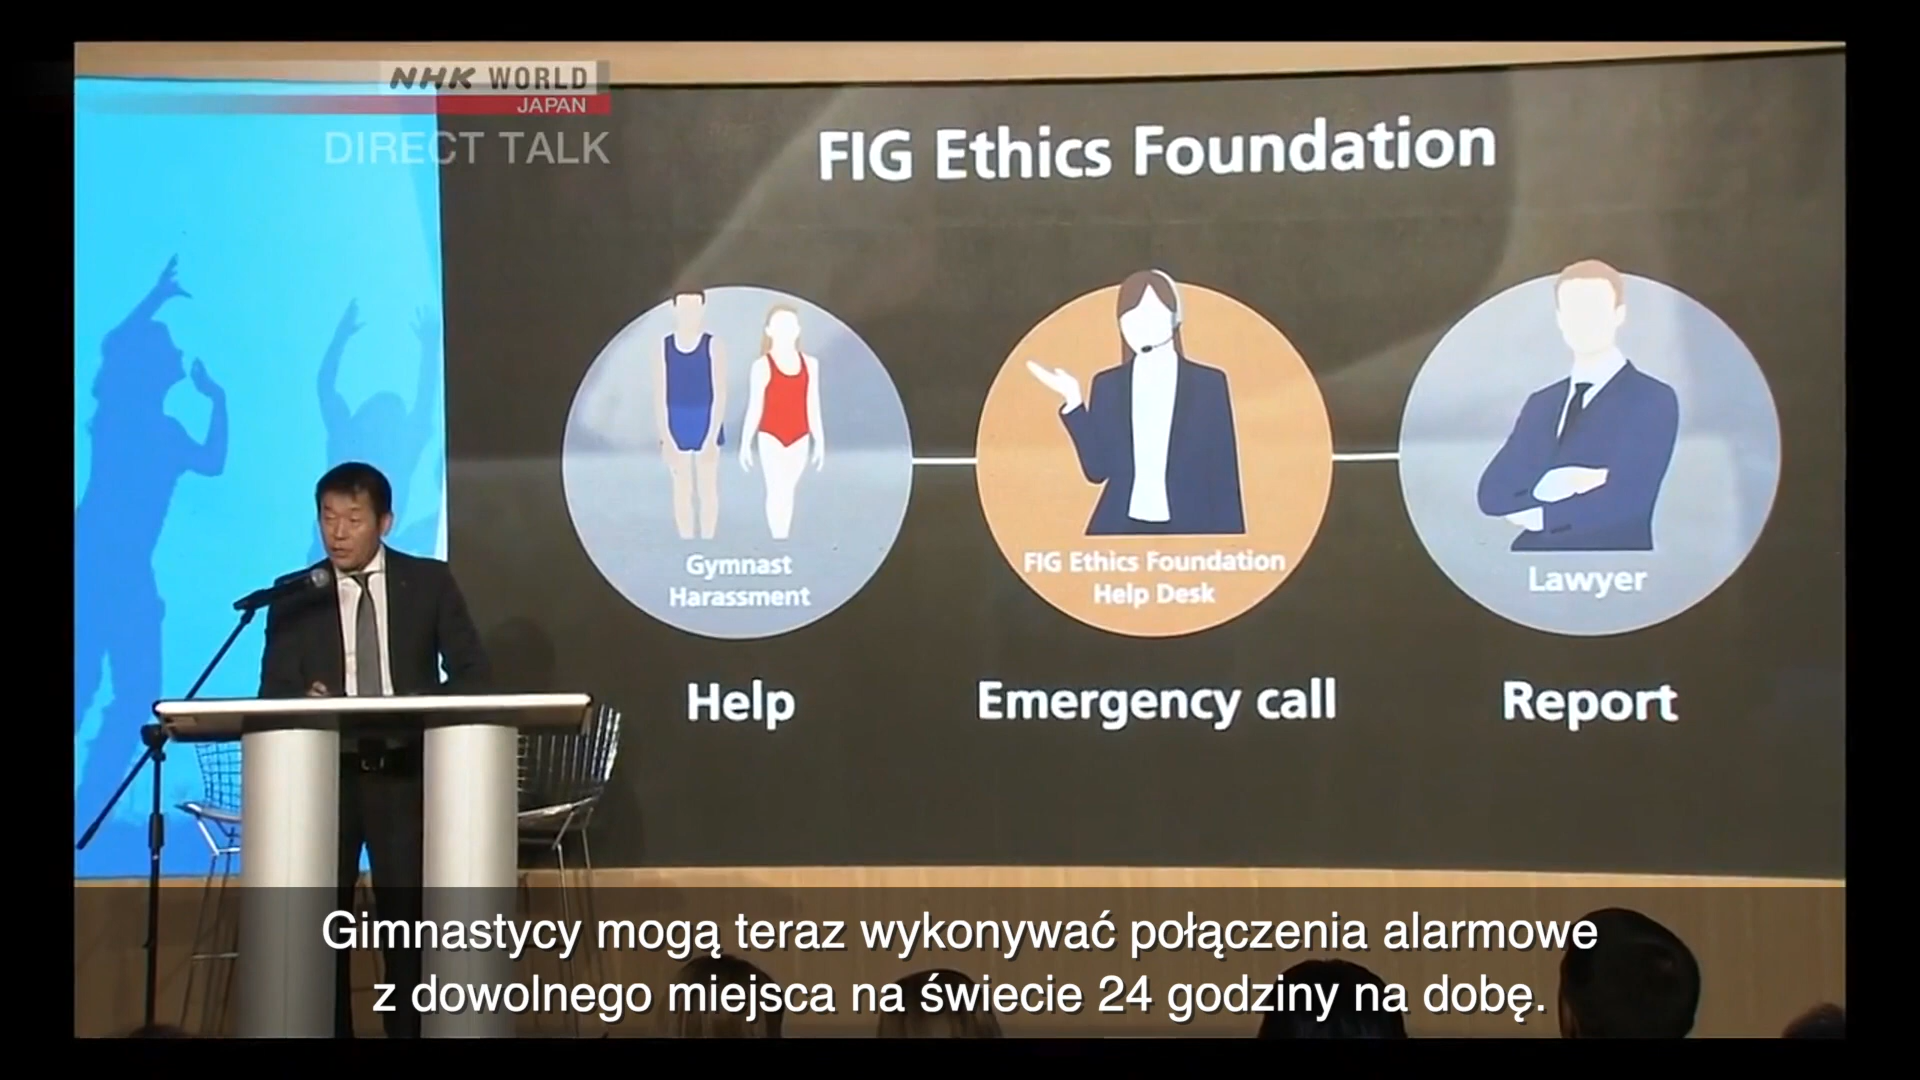 NHK WORLD
JAPAN
DIRECT TALK
FIG Ethics Foundation
Gymnast
Harassment
FIG Ethics Foundation
Help Desk
Lawyer
Help
Emergency call
Report
Gimnastycy mogą teraz wykonywać połączenia alarmowe
z dowolnego miejsca na świecie 24 godziny na dobę.